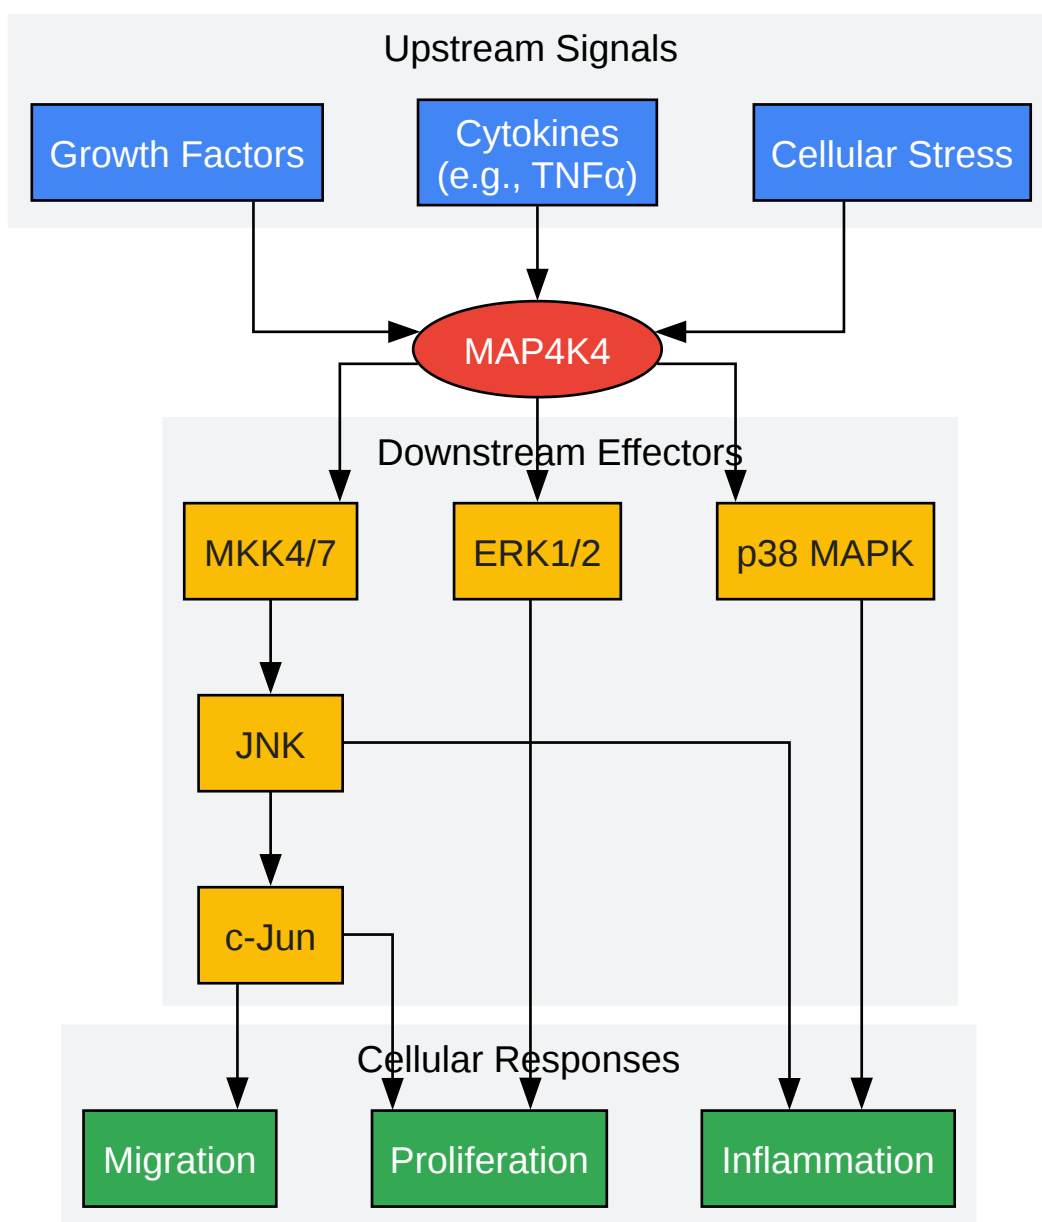 Upstream Signals
Growth Factors
Cytokines
(e.g., TNFα)
Cellular Stress
MAP4K4
Downstream Effectors
MKK4/7
ERK1/2
p38 MAPK
JNK
c-Jun
Cellular Responses
Migration
Proliferation
Inflammation